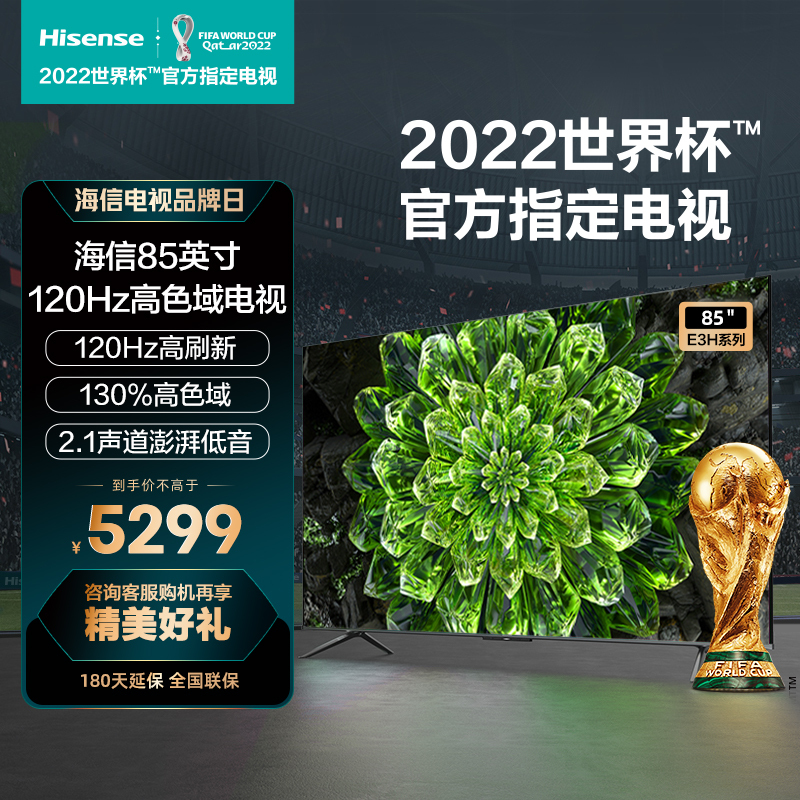 Hisense
FIFA WORLD CUP
Qatar2022
2022世界杯™官方指定电视
2022世界杯™
官方指定电视
海信电视品牌日
海信85英寸
120Hz高色域电视
120Hz高刷新
130%高色域
2.1声道澎湃低音
到手价不高于
¥5299
咨询客服购机再享
精美好礼
180天延保 全国联保
85"
E3H系列
FIFA
WORLD CUP
TM